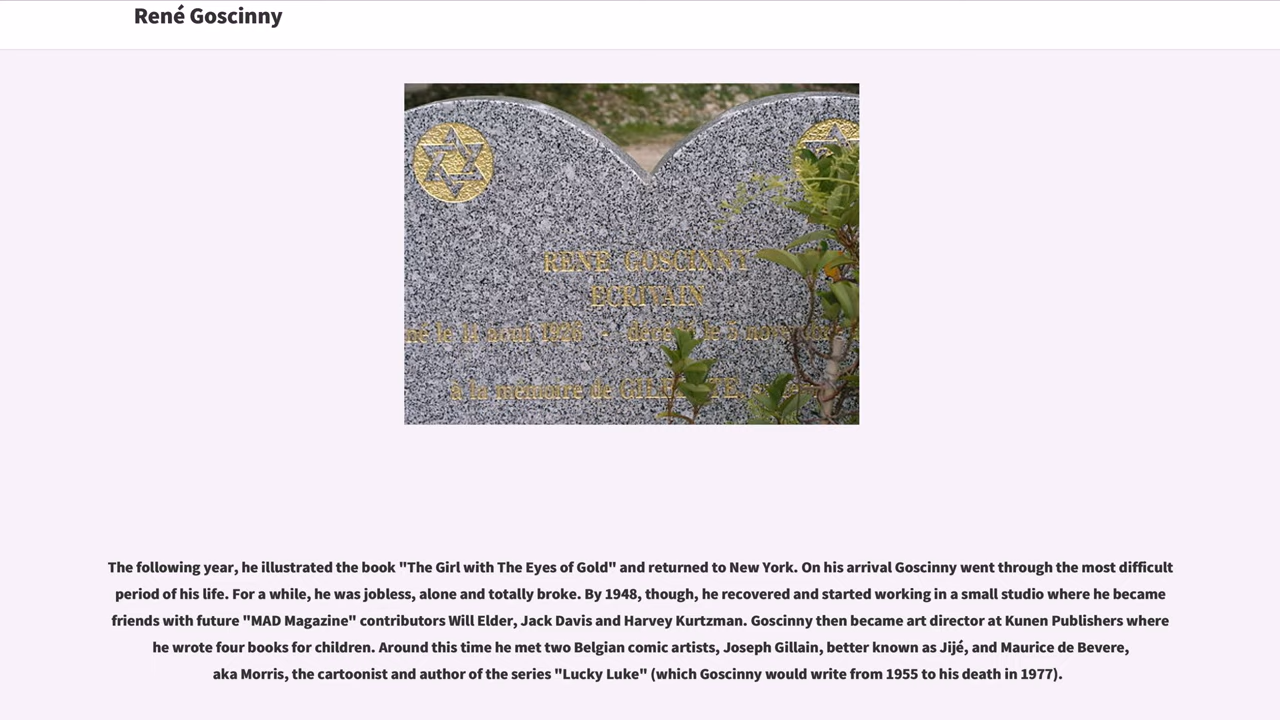 René Goscinny
RENÉ GOSCINNY
ECRIVAIN
né le 14 août 1926 - décédé le 5 novembre
à la mémoire de
The following year, he illustrated the book "The Girl with The Eyes of Gold" and returned to New York. On his arrival Goscinny went through the most difficult
period of his life. For a while, he was jobless, alone and totally broke. By 1948, though, he recovered and started working in a small studio where he became
friends with future "MAD Magazine" contributors Will Elder, Jack Davis and Harvey Kurtzman. Goscinny then became art director at Kunen Publishers where
he wrote four books for children. Around this time he met two Belgian comic artists, Joseph Gillain, better known as Jijé, and Maurice de Bevere,
aka Morris, the cartoonist and author of the series "Lucky Luke" (which Goscinny would write from 1955 to his death in 1977).